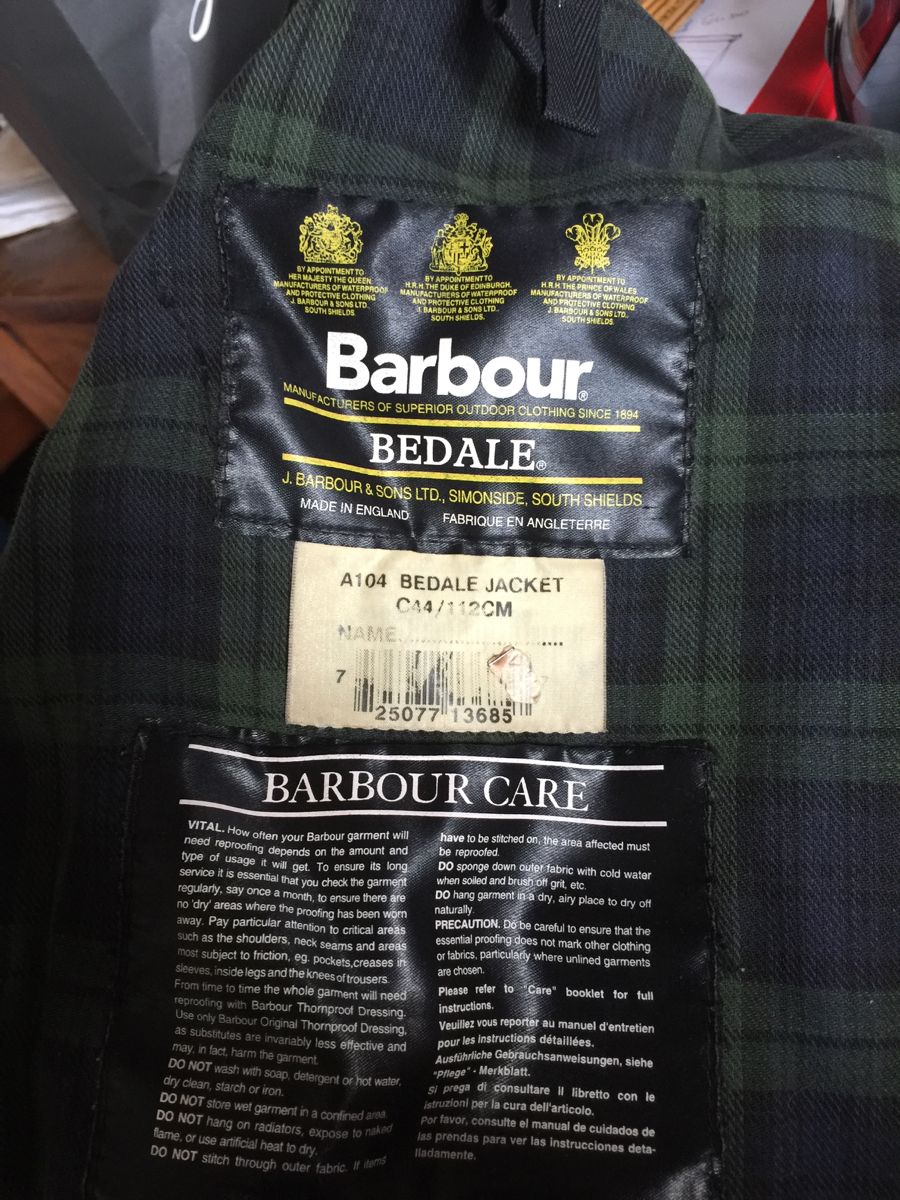 BY APPOINTMENT TO
HER MAJESTY THE QUEEN
MANUFACTURERS OF WATERPROOF
AND PROTECTIVE CLOTHING
J. BARBOUR & SONS LTD.
SOUTH SHIELDS.
BY APPOINTMENT TO
H.R.H. THE DUKE OF EDINBURGH.
MANUFACTURERS OF WATERPROOF
AND PROTECTIVE CLOTHING
J. BARBOUR & SONS LTD.
SOUTH SHIELDS.
BY APPOINTMENT TO
H.R.H. THE PRINCE OF WALES
MANUFACTURERS OF WATERPROOF
AND PROTECTIVE CLOTHING
J. BARBOUR & SONS LTD.
SOUTH SHIELDS.
Barbour®
MANUFACTURERS OF SUPERIOR OUTDOOR CLOTHING SINCE 1894
BEDALE®
J. BARBOUR & SONS LTD., SIMONSIDE, SOUTH SHIELDS
MADE IN ENGLAND FABRIQUE EN ANGLETERRE
A104 BEDALE JACKET
C44/112CM
NAME
7 25077 13685 7
BARBOUR CARE
VITAL. How often your Barbour garment will
need reproofing depends on the amount and
type of usage it will get. To ensure its long
service it is essential that you check the garment
regularly, say once a month, to ensure there are
no 'dry' areas where the proofing has been worn
away. Pay particular attention to critical areas
such as the shoulders, neck seams and areas
most subject to friction, eg. pockets,creases in
sleeves, inside legs and the knees of trousers.
From time to time the whole garment will need
reproofing with Barbour Thornproof Dressing.
Use only Barbour Original Thornproof Dressing,
as substitutes are invariably less effective and
may, in fact, harm the garment.
DO NOT wash with soap, detergent or hot water,
dry clean, starch or iron.
DO NOT store wet garment in a confined area.
DO NOT hang on radiators, expose to naked
flame, or use artificial heat to dry.
DO NOT stitch through outer fabric. If items
have to be stitched on, the area affected must
be reproofed.
DO sponge down outer fabric with cold water
when soiled and brush off grit, etc.
DO hang garment in a dry, airy place to dry off
naturally.
PRECAUTION. Do be careful to ensure that the
essential proofing does not mark other clothing
or fabrics, particularly where unlined garments
are chosen.
Please refer to "Care" booklet for full
instructions.
Veuillez vous reporter au manuel d'entretien
pour les instructions détaillées.
Ausführliche Gebrauchsanweisungen, siehe
"Pflege" - Merkblatt.
Si prega di consultare il libretto con le
istruzioni per la cura dell'articolo.
Por favor, consulte el manual de cuidados de
las prendas para ver las instrucciones deta-
lladamente.